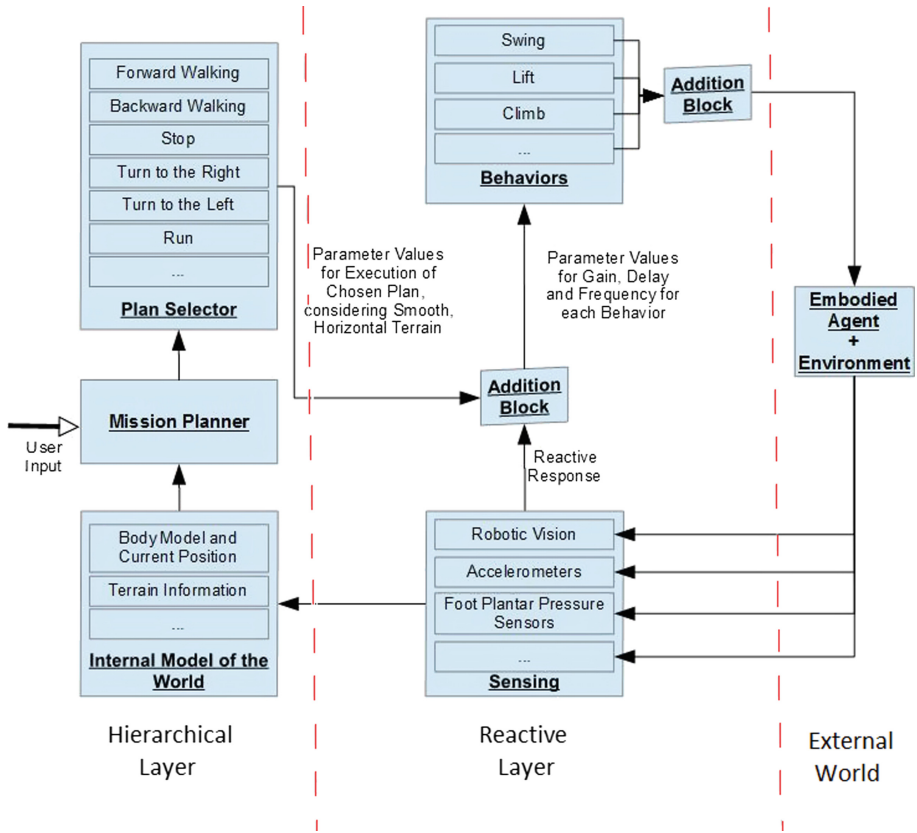 Forward Walking
Backward Walking
Stop
Turn to the Right
Turn to the Left
Run
...
Plan Selector
Mission Planner
User
Input
Body Model and
Current Position
Terrain Information
...
Internal Model of the
World
Hierarchical
Layer
Parameter Values
for Execution of
Chosen Plan,
considering Smooth,
Horizontal Terrain
Swing
Lift
Climb
...
Behaviors
Addition
Block
Parameter Values
for Gain, Delay
and Frequency for
each Behavior
Addition
Block
Reactive
Response
Robotic Vision
Accelerometers
Foot Plantar Pressure
Sensors
...
Sensing
Reactive
Layer
Embodied
Agent
+
Environment
External
World